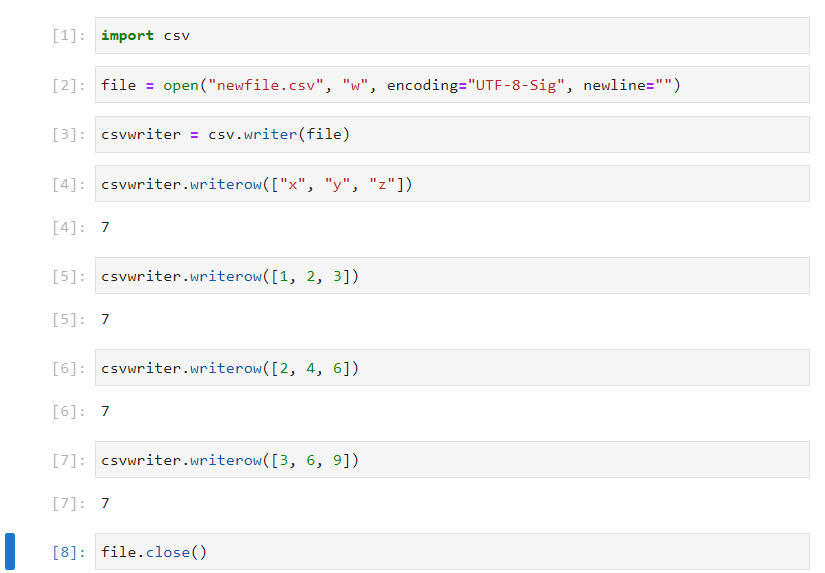 [1]: import csv
[2]: file = open("newfile.csv", "w", encoding="UTF-8-Sig", newline="")
[3]: csvwriter = csv.writer(file)
[4]: csvwriter.writerow(["x", "y", "z"])
[4]: 7
[5]: csvwriter.writerow([1, 2, 3])
[5]: 7
[6]: csvwriter.writerow([2, 4, 6])
[6]: 7
[7]: csvwriter.writerow([3, 6, 9])
[7]: 7
[8]: file.close()